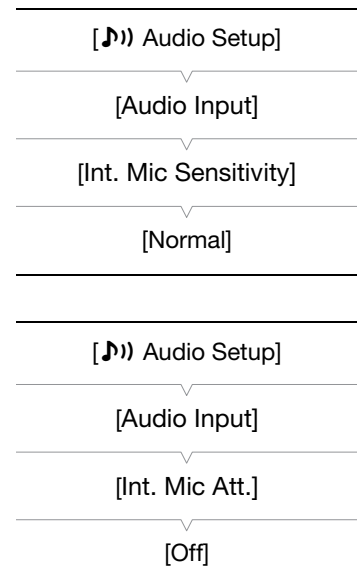 [ Audio Setup]
[Audio Input]
[Int. Mic Sensitivity]
[Normal]
[ Audio Setup]
[Audio Input]
[Int. Mic Att.]
[Off]